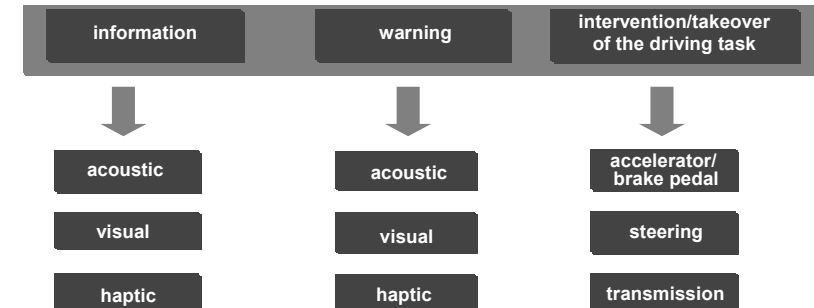 information
warning
intervention/takeover
of the driving task
acoustic
visual
haptic
acoustic
visual
haptic
accelerator/
brake pedal
steering
transmission